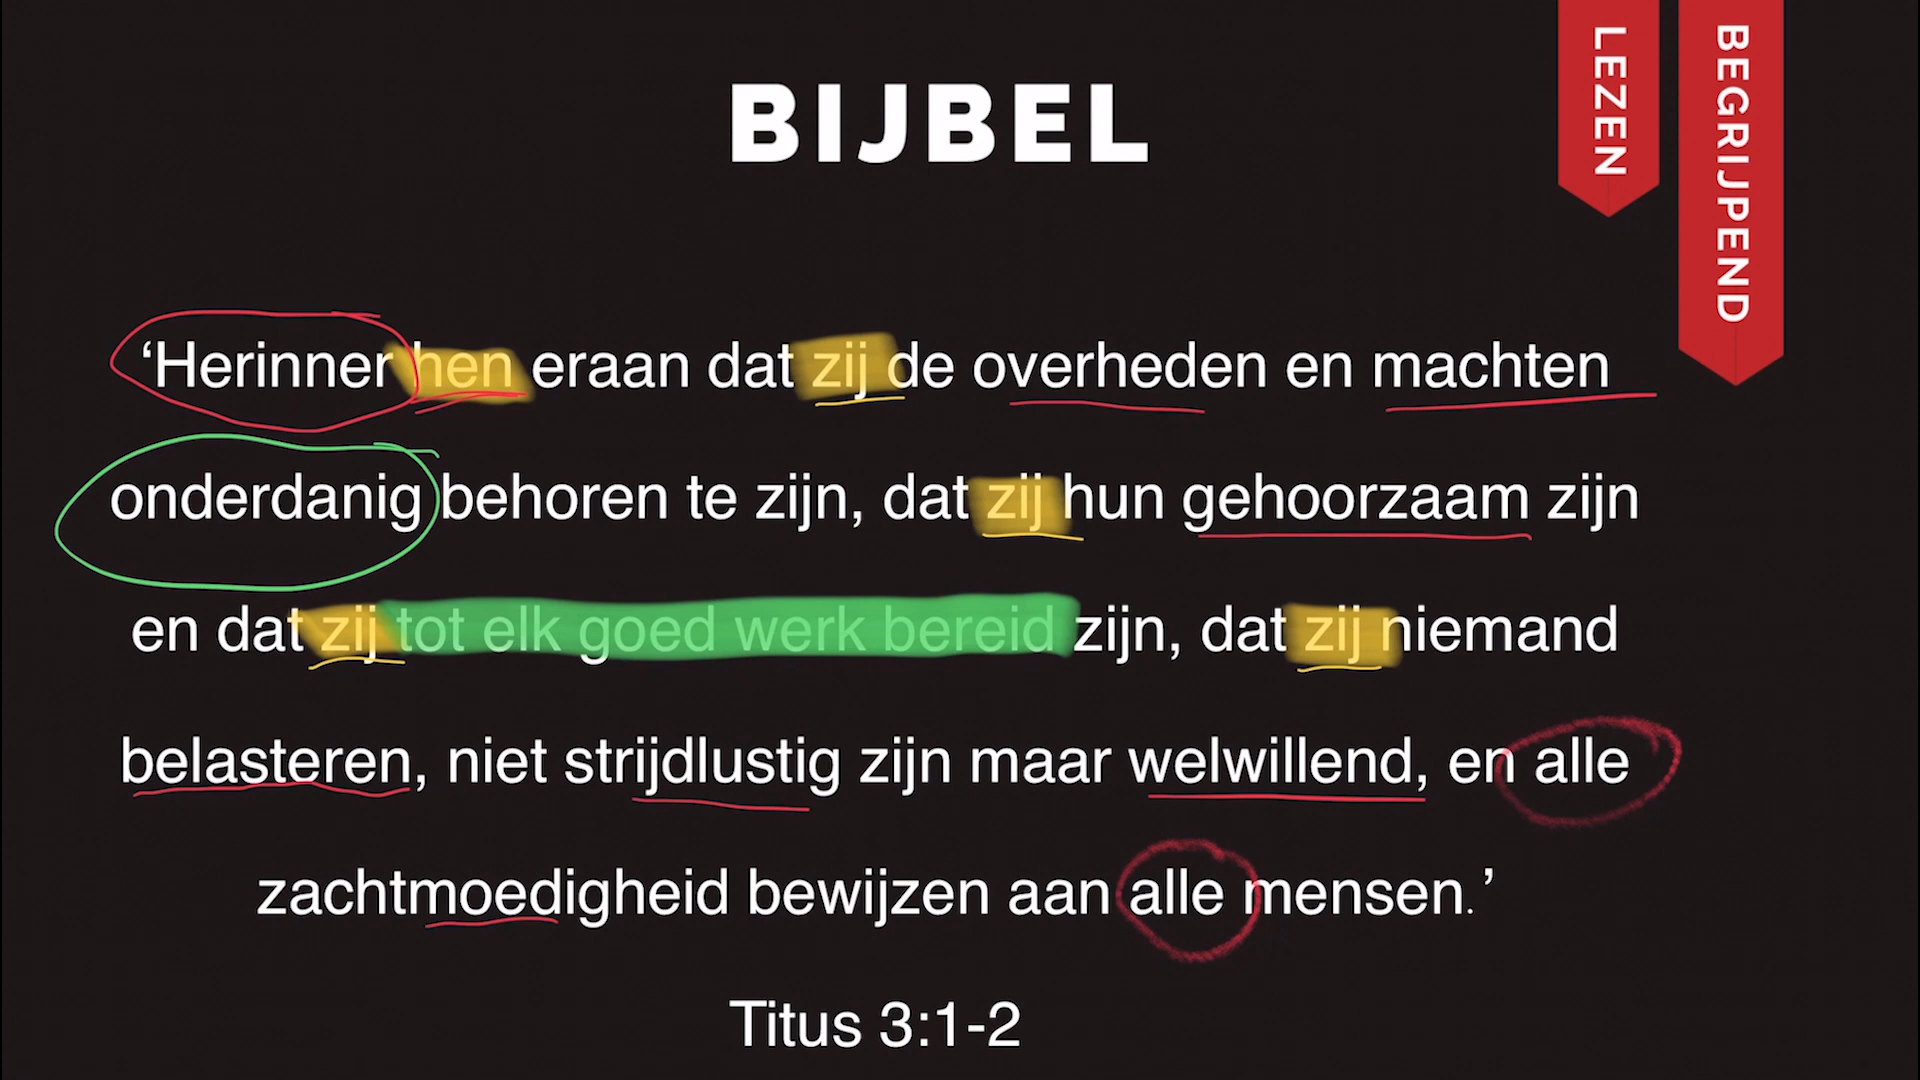 BIJBEL
LEZEN
BEGRIJPEND
‘Herinner hen eraan dat zij de overheden en machten
onderdanig behoren te zijn, dat zij hun gehoorzaam zijn
en dat zij tot elk goed werk bereid zijn, dat zij niemand
belasteren, niet strijdlustig zijn maar welwillend, en alle
zachtmoedigheid bewijzen aan alle mensen.’
Titus 3:1-2